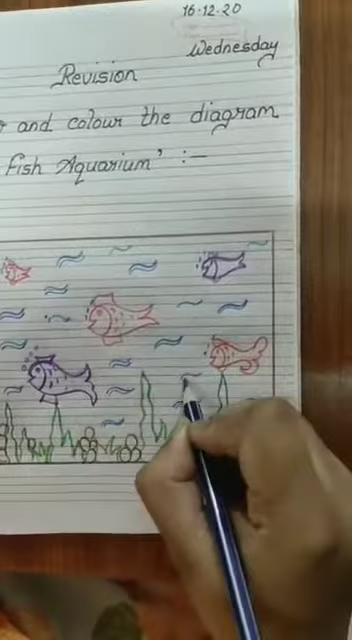 16.12.20
Wednesday
Revision
and colour the diagram
Fish Aquarium' :-